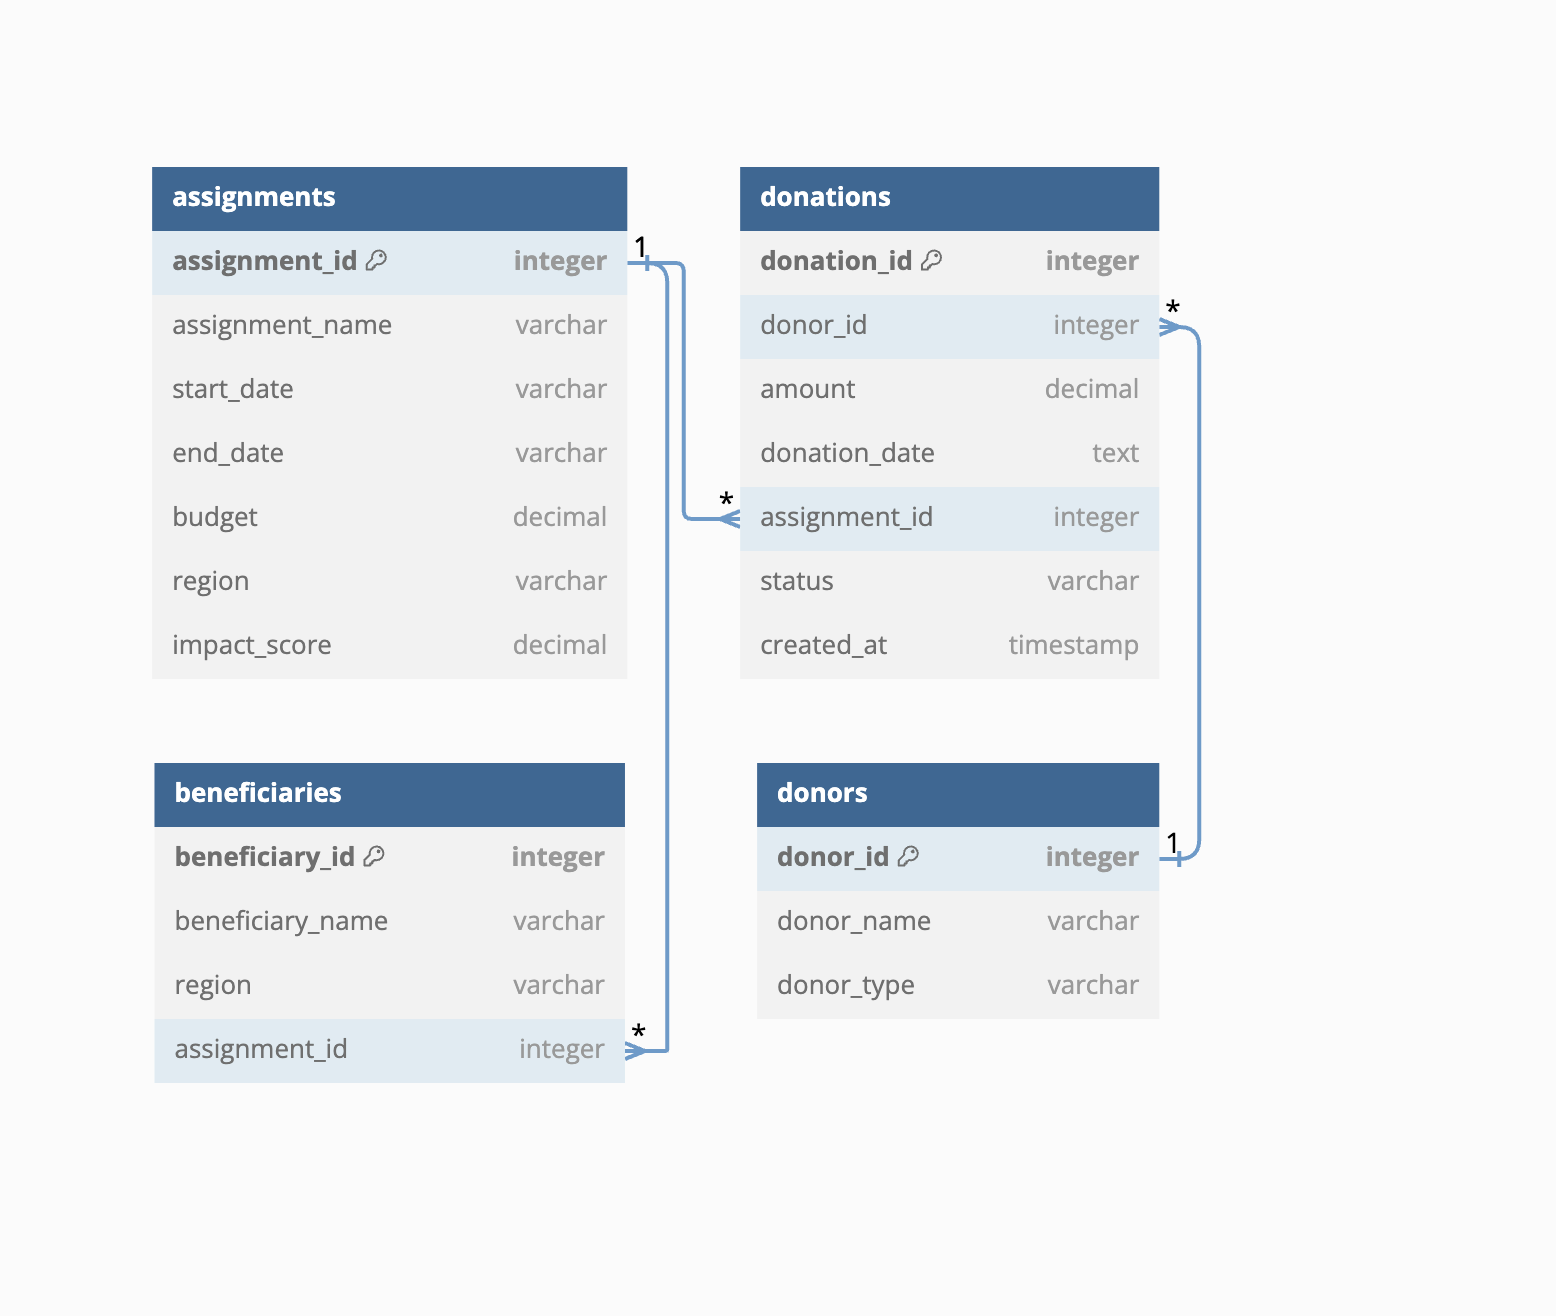 assignments
assignment_id integer
assignment_name varchar
start_date varchar
end_date varchar
budget decimal
region varchar
impact_score decimal
1
*
*
donations
donation_id integer
donor_id integer
amount decimal
donation_date text
assignment_id integer
status varchar
created_at timestamp
*
1
beneficiaries
beneficiary_id integer
beneficiary_name varchar
region varchar
assignment_id integer
donors
donor_id integer
donor_name varchar
donor_type varchar